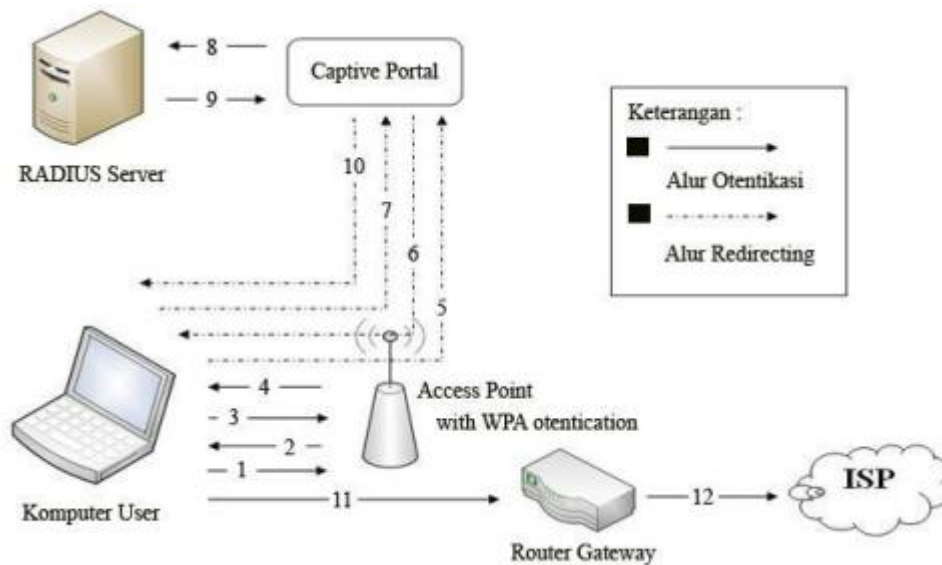 8
Captive Portal
9
RADIUS Server
Keterangan :
Alur Otentikasi
Alur Redirecting
10
7
6
5
4
3
2
1
Access Point
with WPA otentication
Komputer User
11
Router Gateway
12
ISP